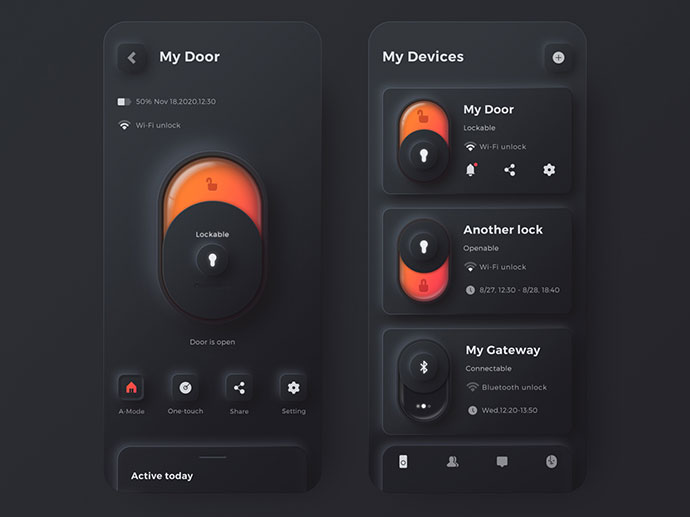 My Door
50% Nov 18,2020,12:30
Wi-Fi unlock
Lockable
Door is open
A-Mode
One-touch
Share
Setting
Active today
My Devices
My Door
Lockable
Wi-Fi unlock
Another lock
Openable
Wi-Fi unlock
8/27, 12:30 - 8/28, 18:40
My Gateway
Connectable
Bluetooth unlock
Wed,12:20-13:50